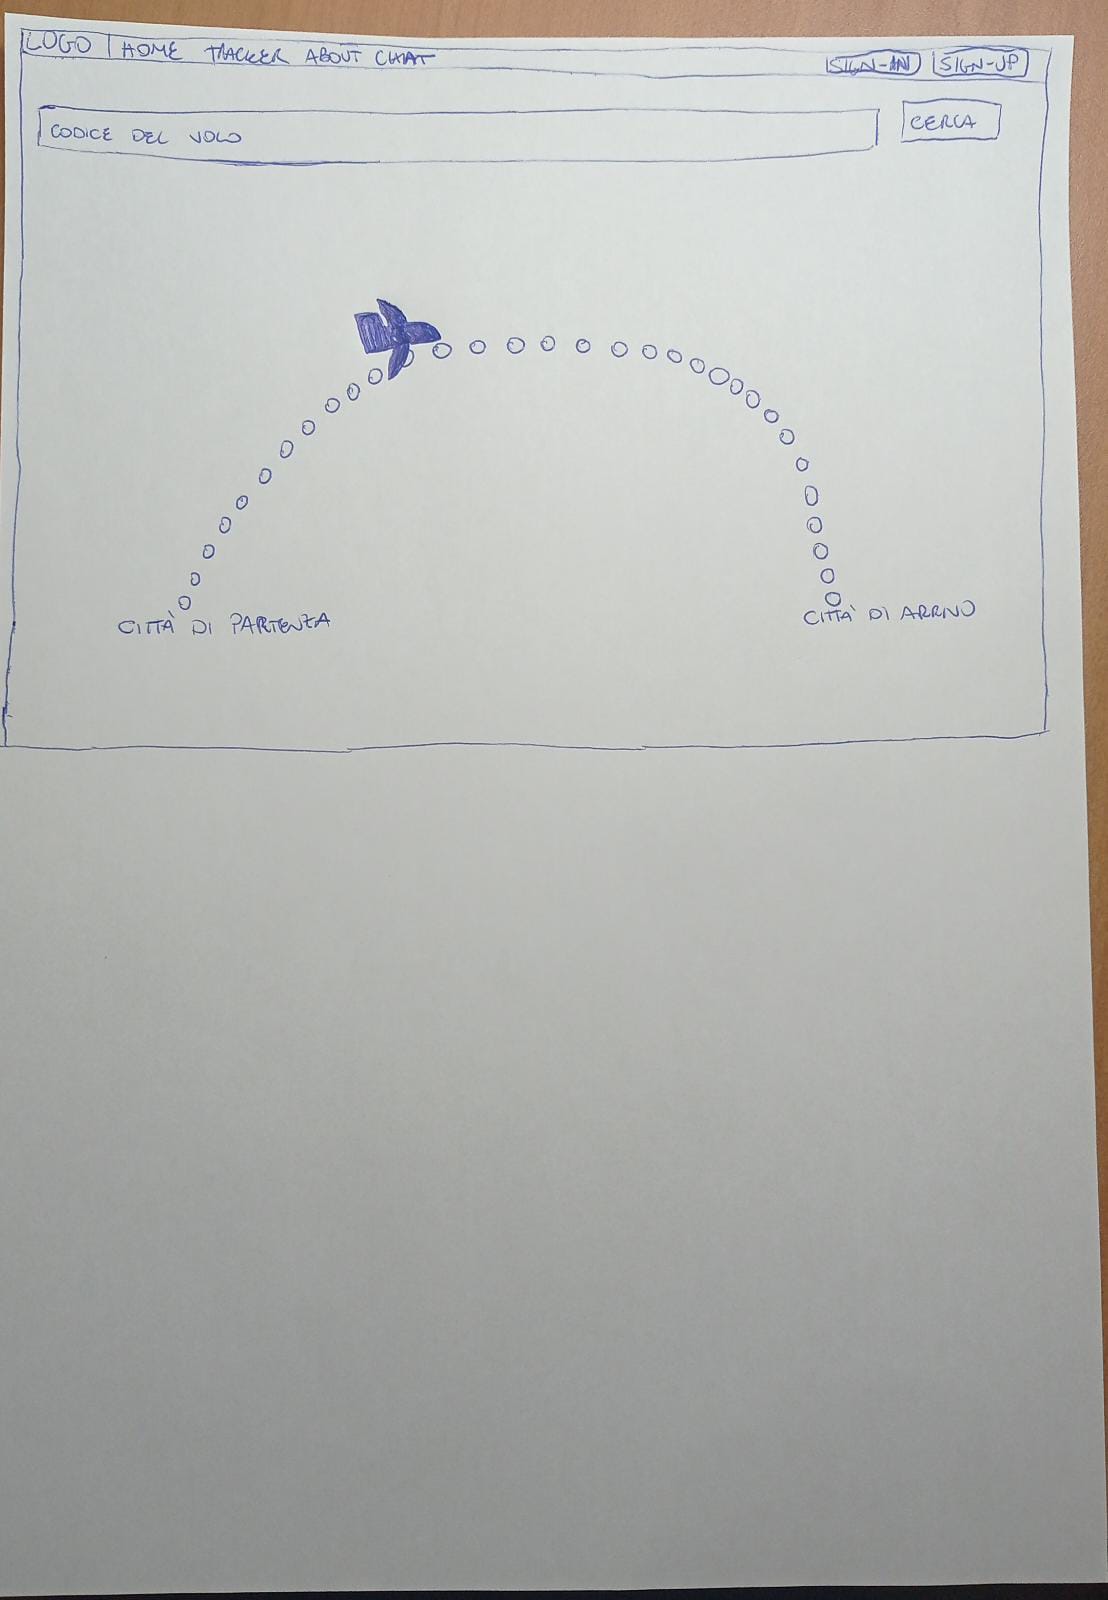 LOGO HOME TRACKER ABOUT CHAT SIGN-IN SIGN-UP
CODICE DEL VOLO CERCA
CITTÀ DI PARTENZA CITTÀ DI ARRIVO